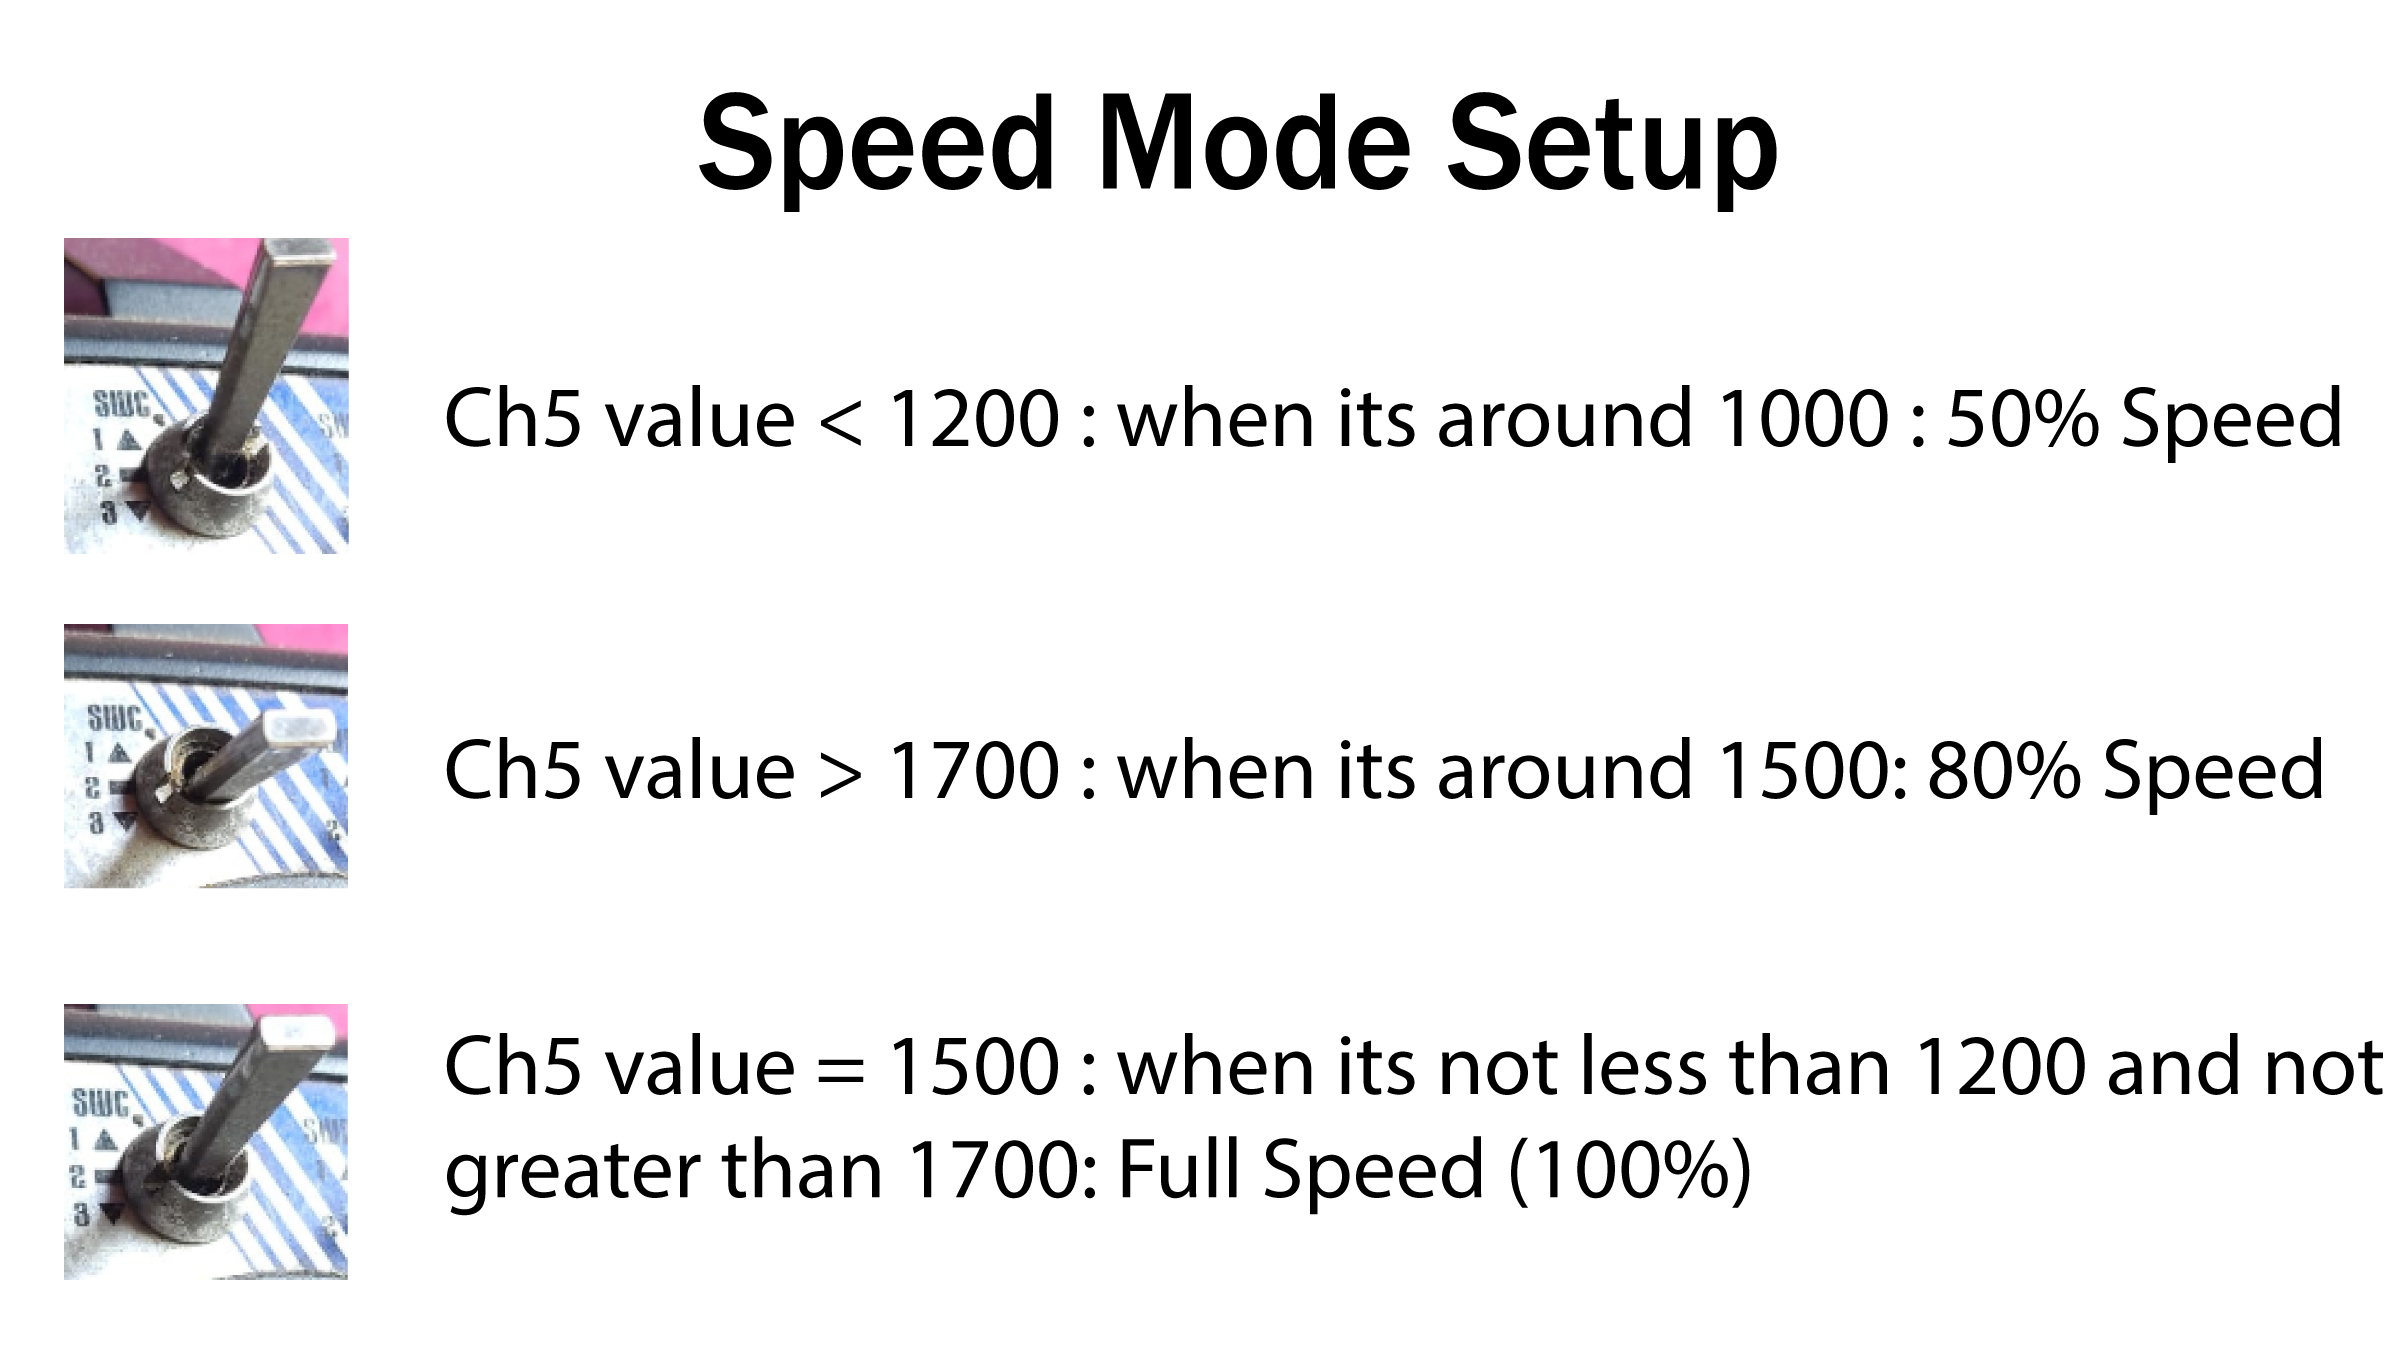 Speed Mode Setup
SWC
1
2
3
Ch5 value < 1200 : when its around 1000 : 50% Speed
SWC
1
2
3
Ch5 value > 1700 : when its around 1500: 80% Speed
SWC
1
2
3
Ch5 value = 1500 : when its not less than 1200 and not
greater than 1700: Full Speed (100%)